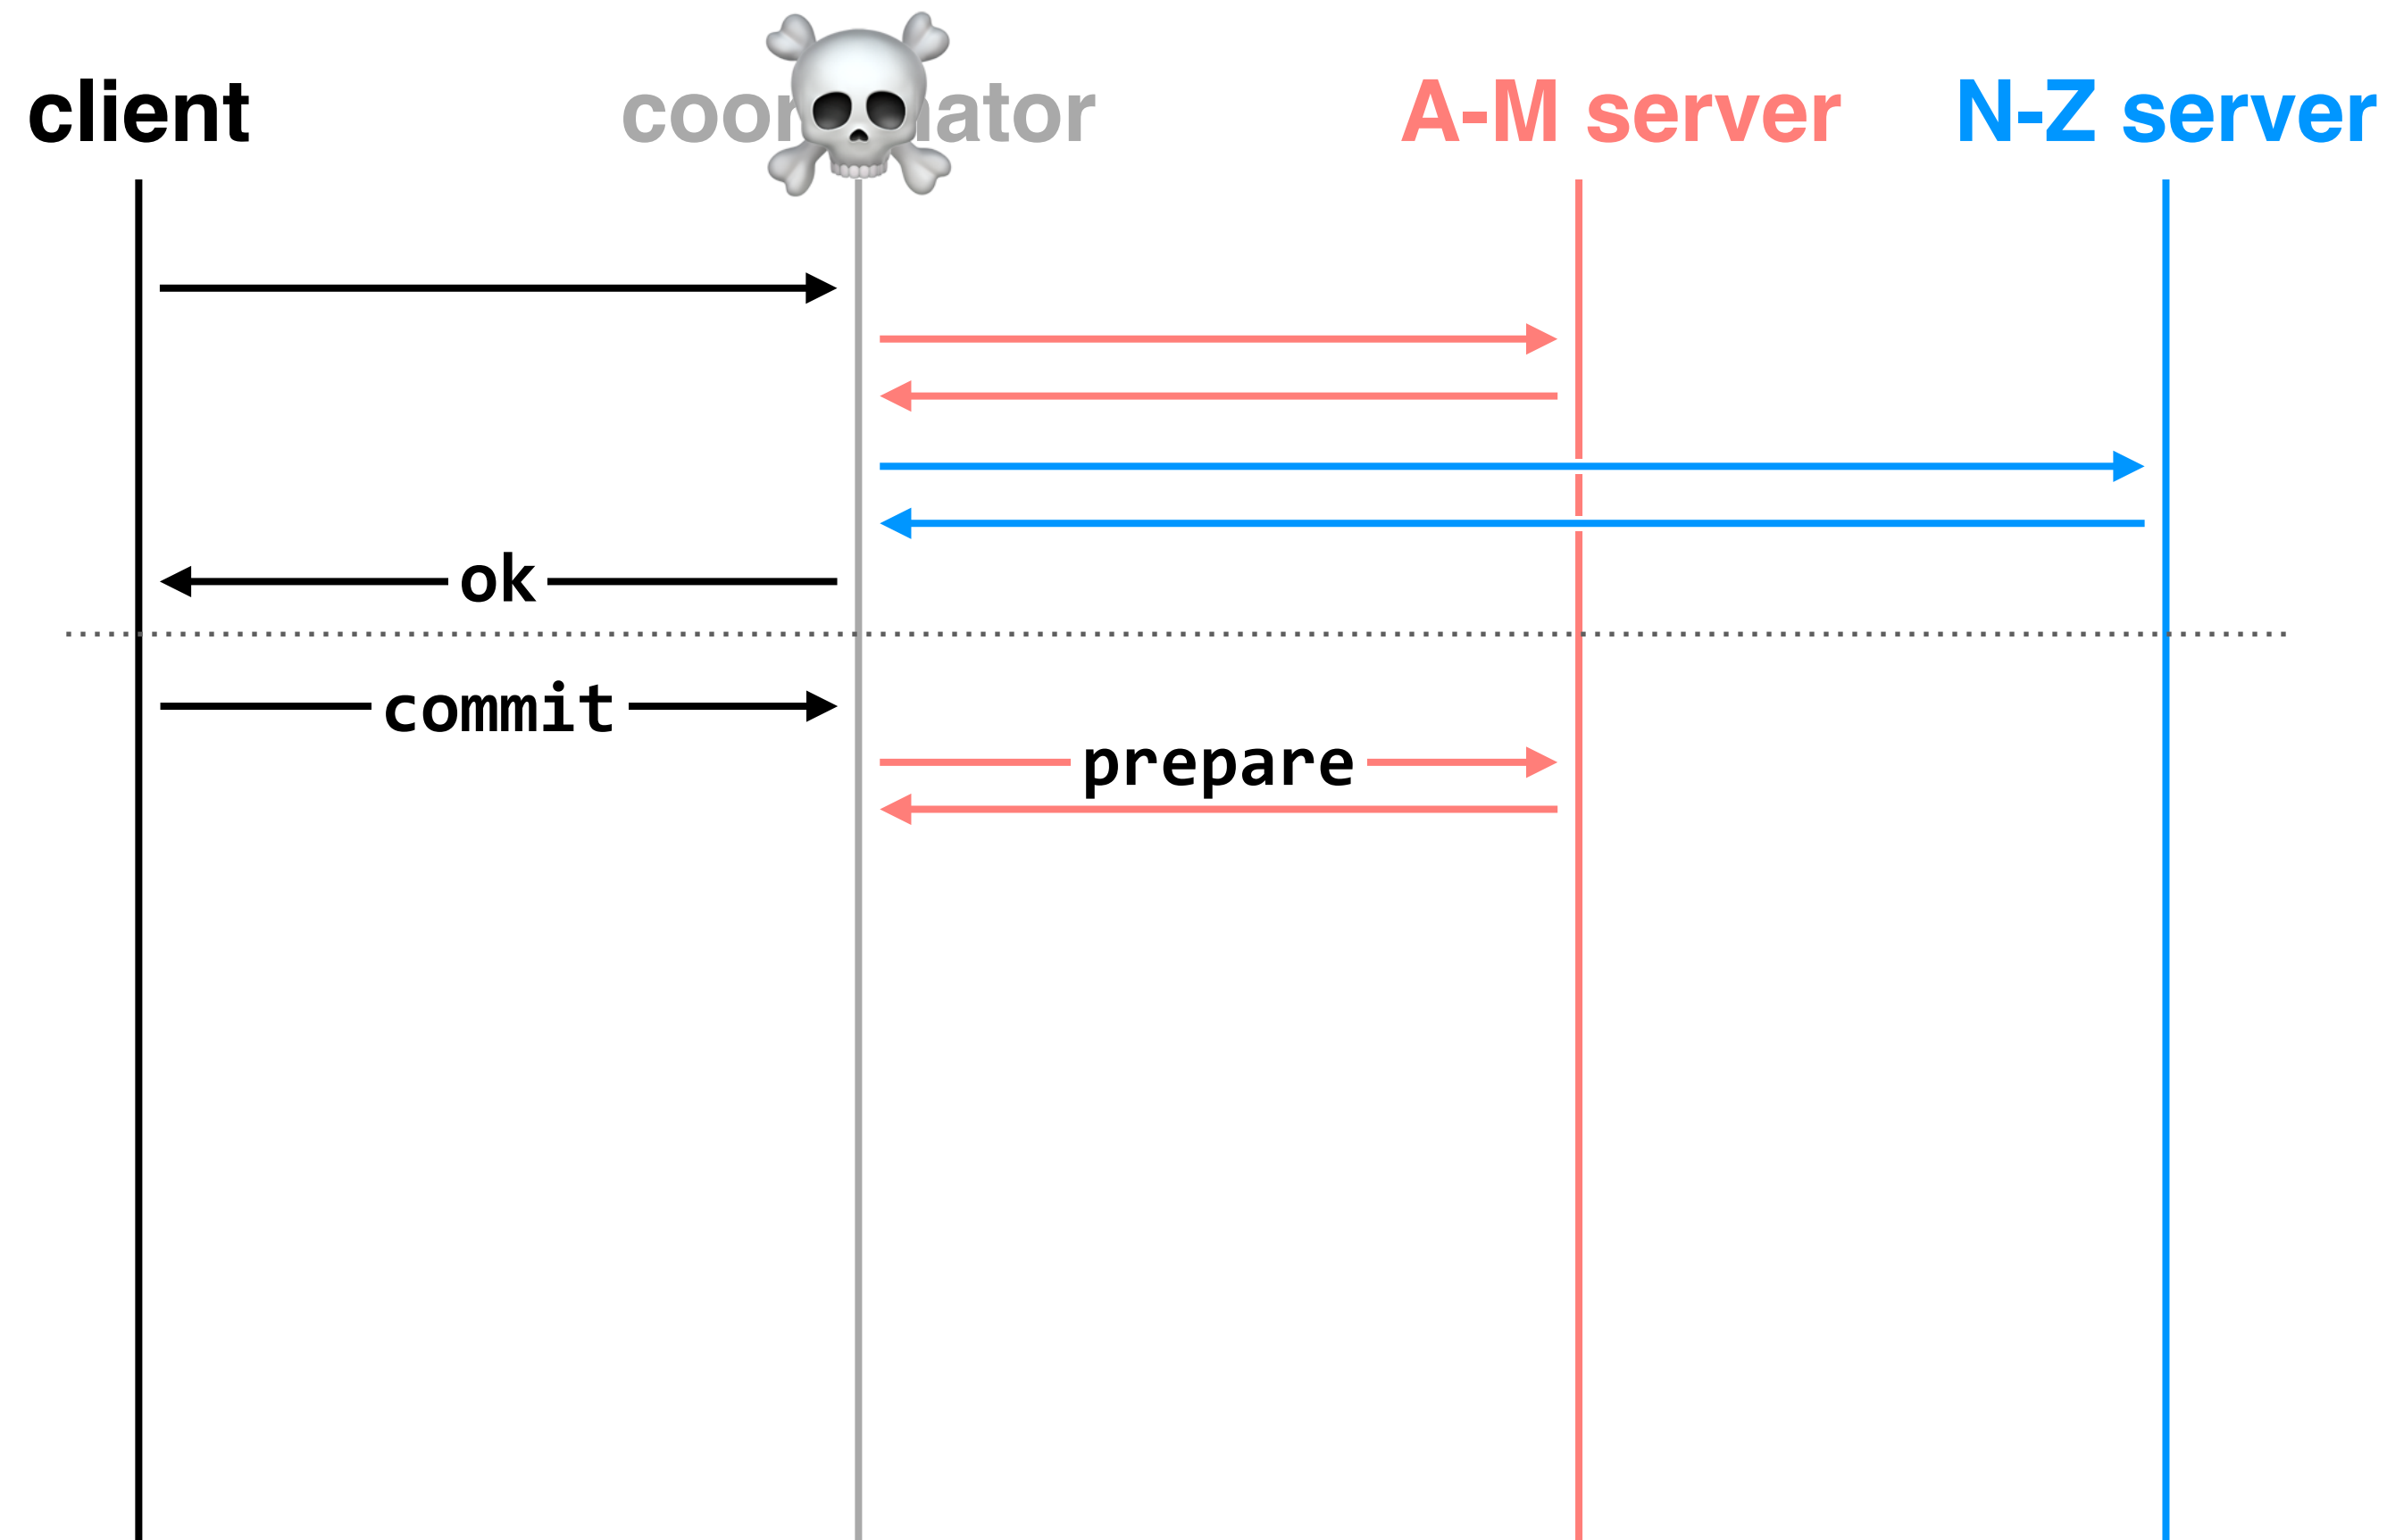 client
A-M server
N-Z server
ok
commit
prepare